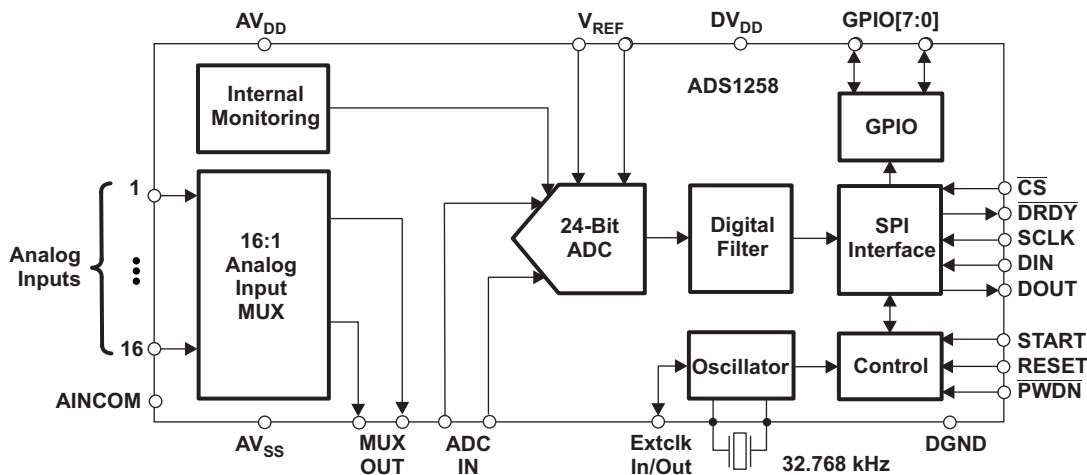 AVDD
VREF
DVDD
GPIO[7:0]
ADS1258
Internal
Monitoring
GPIO
1
16
Analog
Inputs
16:1
Analog
Input
MUX
24-Bit
ADC
Digital
Filter
SPI
Interface
CS
DRDY
SCLK
DIN
DOUT
Oscillator
Control
START
RESET
PWDN
AINCOM
AVSS
MUX
OUT
ADC
IN
Extclk
In/Out
32.768 kHz
DGND